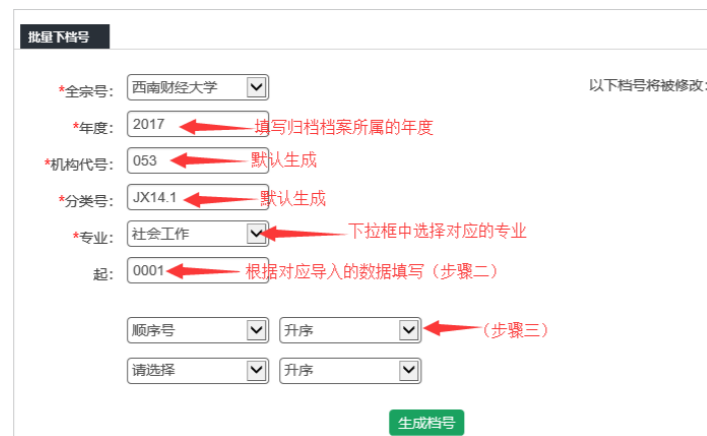 批量下档号
*全宗号： 西南财经大学 以下档号将被修改：
*年度： 2017 填写归档档案所属的年度
*机构代号： 053 默认生成
*分类号： JX14.1 默认生成
*专业： 社会工作 下拉框中选择对应的专业
起： 0001 根据对应导入的数据填写（步骤二）
顺序号 升序 （步骤三）
请选择 升序
生成档号